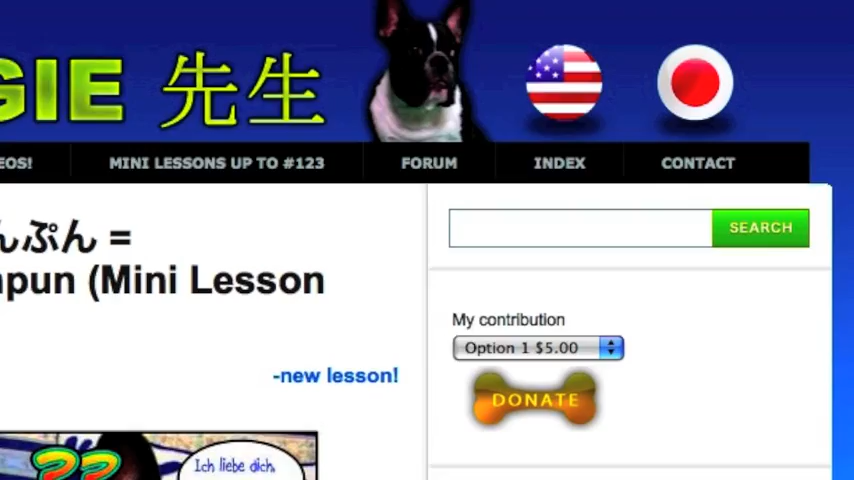 GIE 先生
EOS! MINI LESSONS UP TO #123 FORUM INDEX CONTACT
んぷん =
npun (Mini Lesson
-new lesson!
SEARCH
My contribution
Option 1 $5.00
DONATE
??
Ich liebe dich.